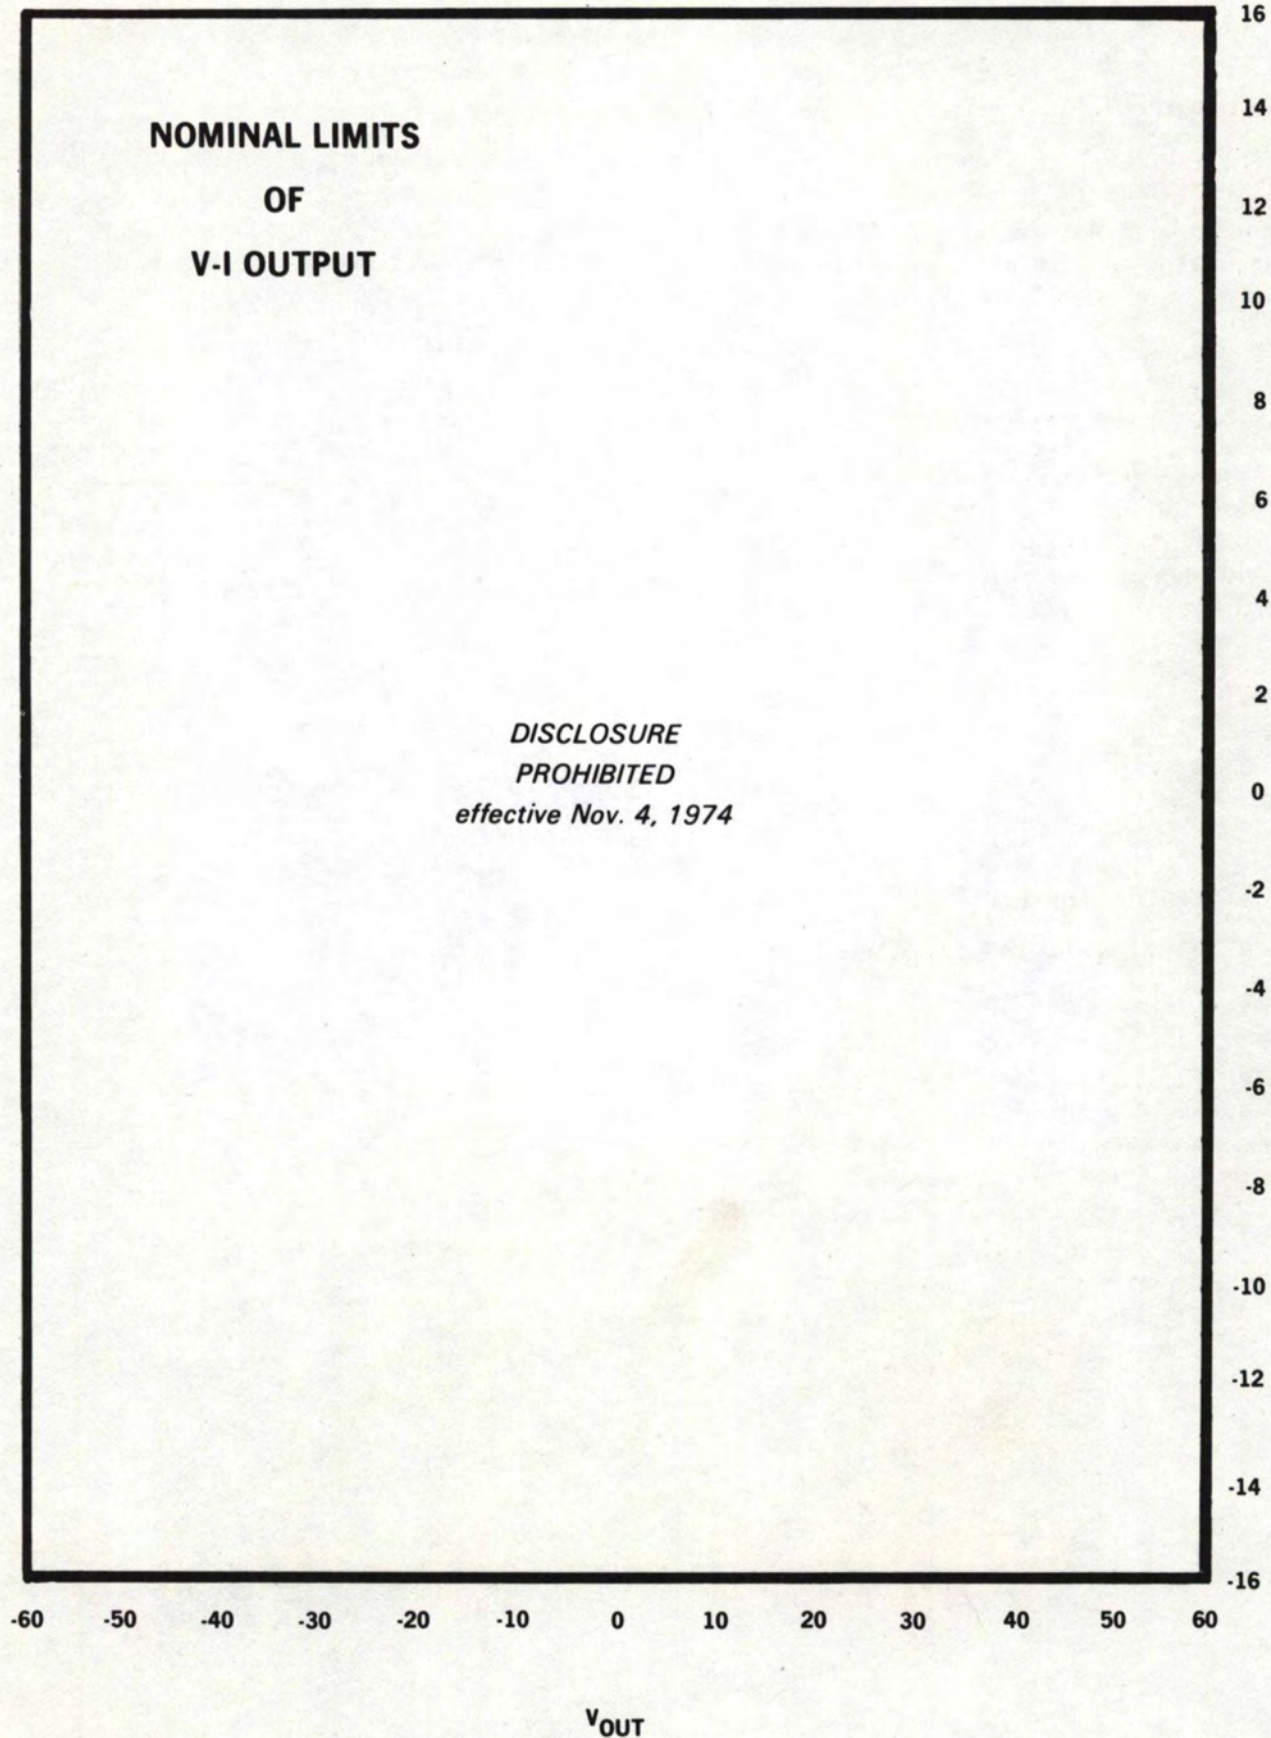 NOMINAL LIMITS
OF
V-I OUTPUT
DISCLOSURE
PROHIBITED
effective Nov. 4, 1974
16
14
12
10
8
6
4
2
0
-2
-4
-6
-8
-10
-12
-14
-16
-60 -50 -40 -30 -20 -10 0 10 20 30 40 50 60
VOUT